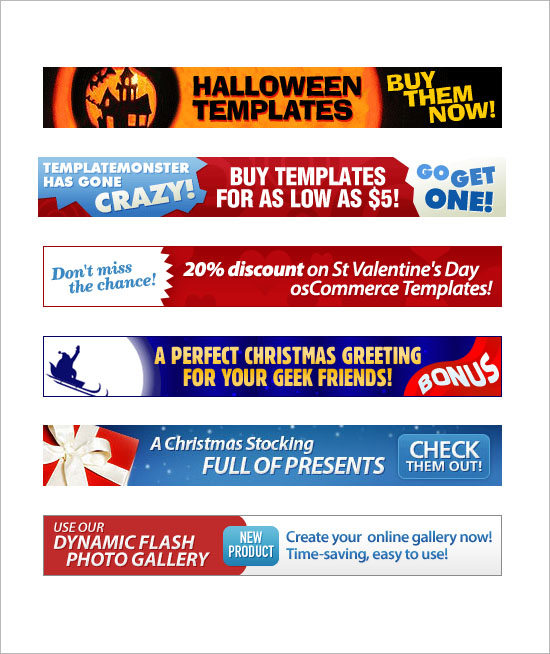 HALLOWEEN
TEMPLATES
BUY
THEM
NOW!
TEMPLATEMONSTER
HAS GONE
CRAZY!
BUY TEMPLATES
FOR AS LOW AS $5!
GO GET
ONE!
Don't miss
the chance!
20% discount on St Valentine's Day
osCommerce Templates!
A PERFECT CHRISTMAS GREETING
FOR YOUR GEEK FRIENDS!
BONUS
A Christmas Stocking
FULL OF PRESENTS
CHECK
THEM OUT!
USE OUR
DYNAMIC FLASH
PHOTO GALLERY
NEW
PRODUCT
Create your online gallery now!
Time-saving, easy to use!